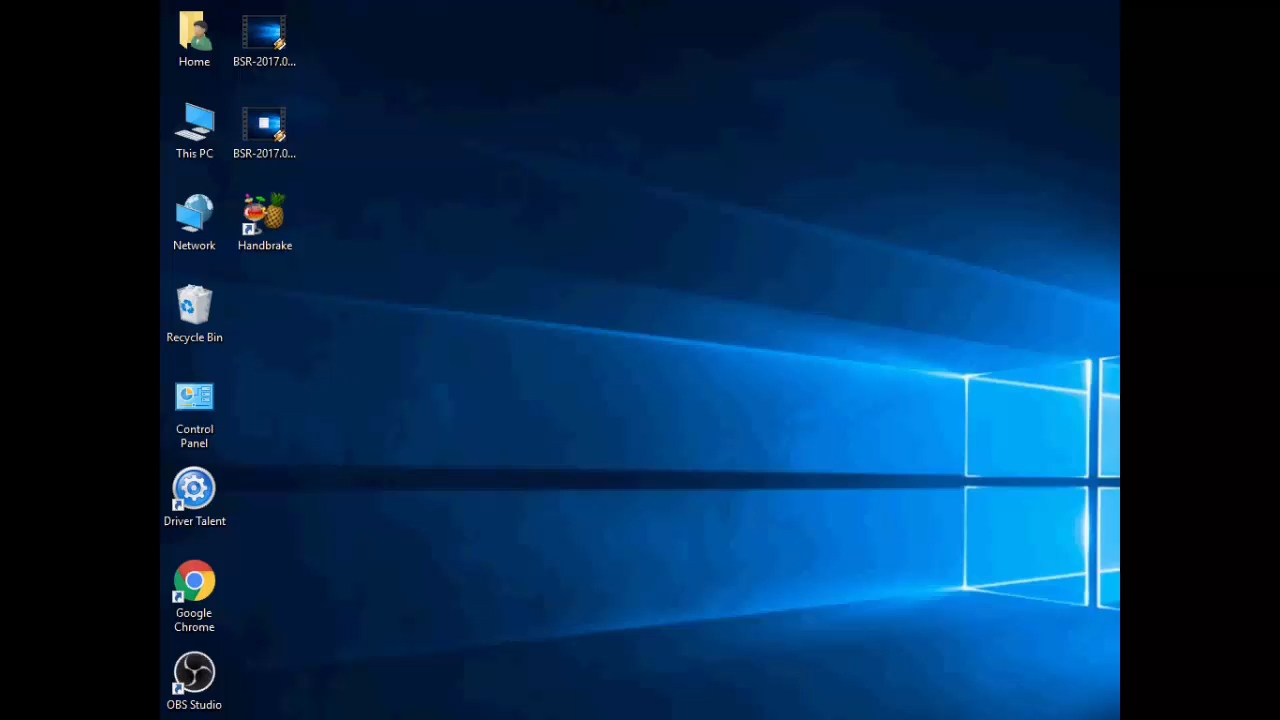 Home
BSR-2017.0...
This PC
BSR-2017.0...
Network
Handbrake
Recycle Bin
Control
Panel
Driver Talent
Google
Chrome
OBS Studio